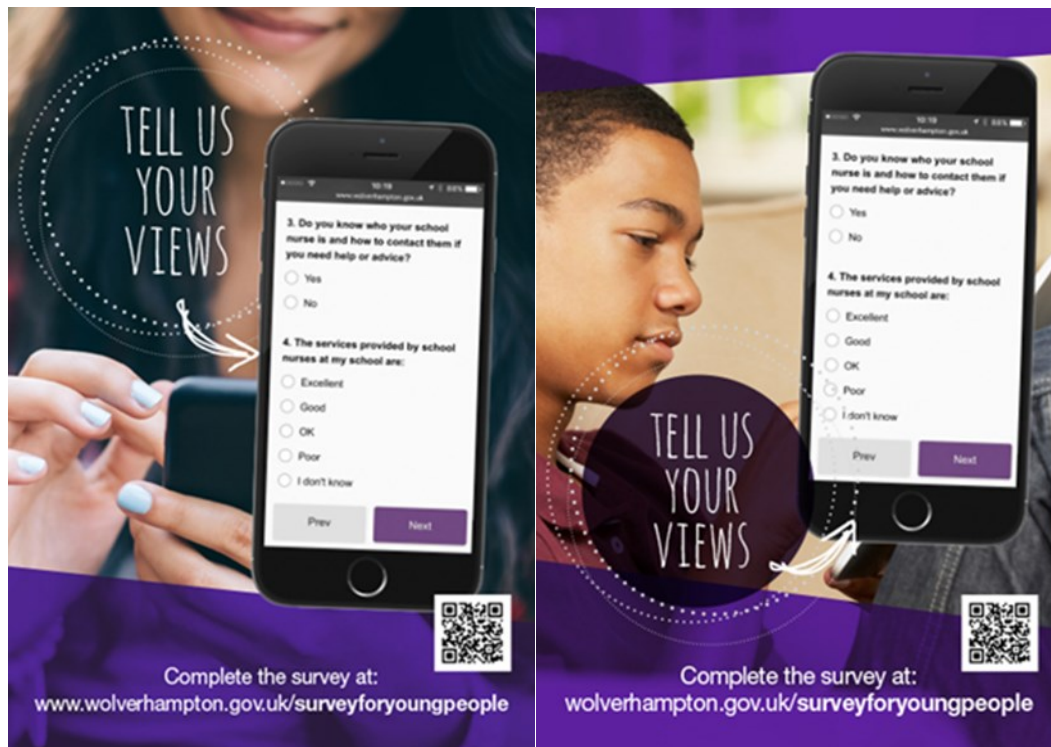 TELL US
YOUR
VIEWS
10:19
www.wolverhampton.gov.uk
3. Do you know who your school
nurse is and how to contact them if
you need help or advice?
Yes
No
4. The services provided by school
nurses at my school are:
Excellent
Good
OK
Poor
I don't know
Prev
Next
Complete the survey at:
www.wolverhampton.gov.uk/surveyforyoungpeople
10:19
www.wolverhampton.gov.uk
3. Do you know who your school
nurse is and how to contact them if
you need help or advice?
Yes
No
4. The services provided by school
nurses at my school are:
Excellent
Good
OK
Poor
I don't know
Prev
Next
TELL US
YOUR
VIEWS
Complete the survey at:
wolverhampton.gov.uk/surveyforyoungpeople